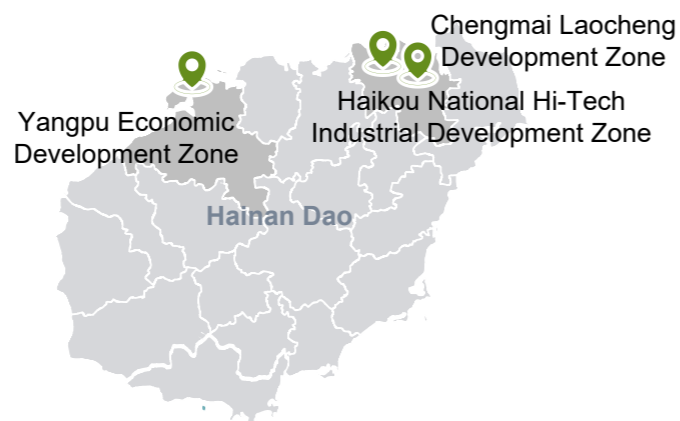 Chengmai Laocheng
Development Zone
Haikou National Hi-Tech
Industrial Development Zone
Yangpu Economic
Development Zone
Hainan Dao